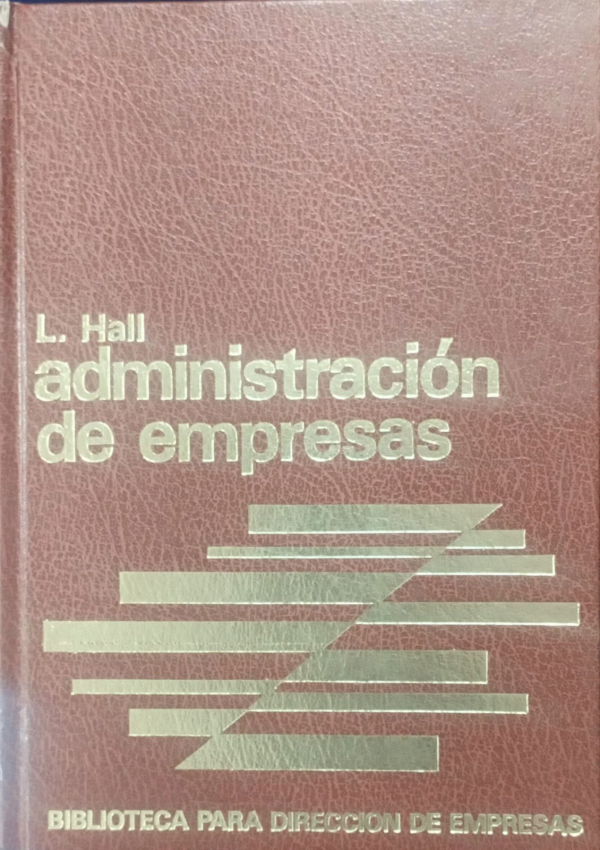 L. Hall
administración
de empresas
BIBLIOTECA PARA DIRECCION DE EMPRESAS